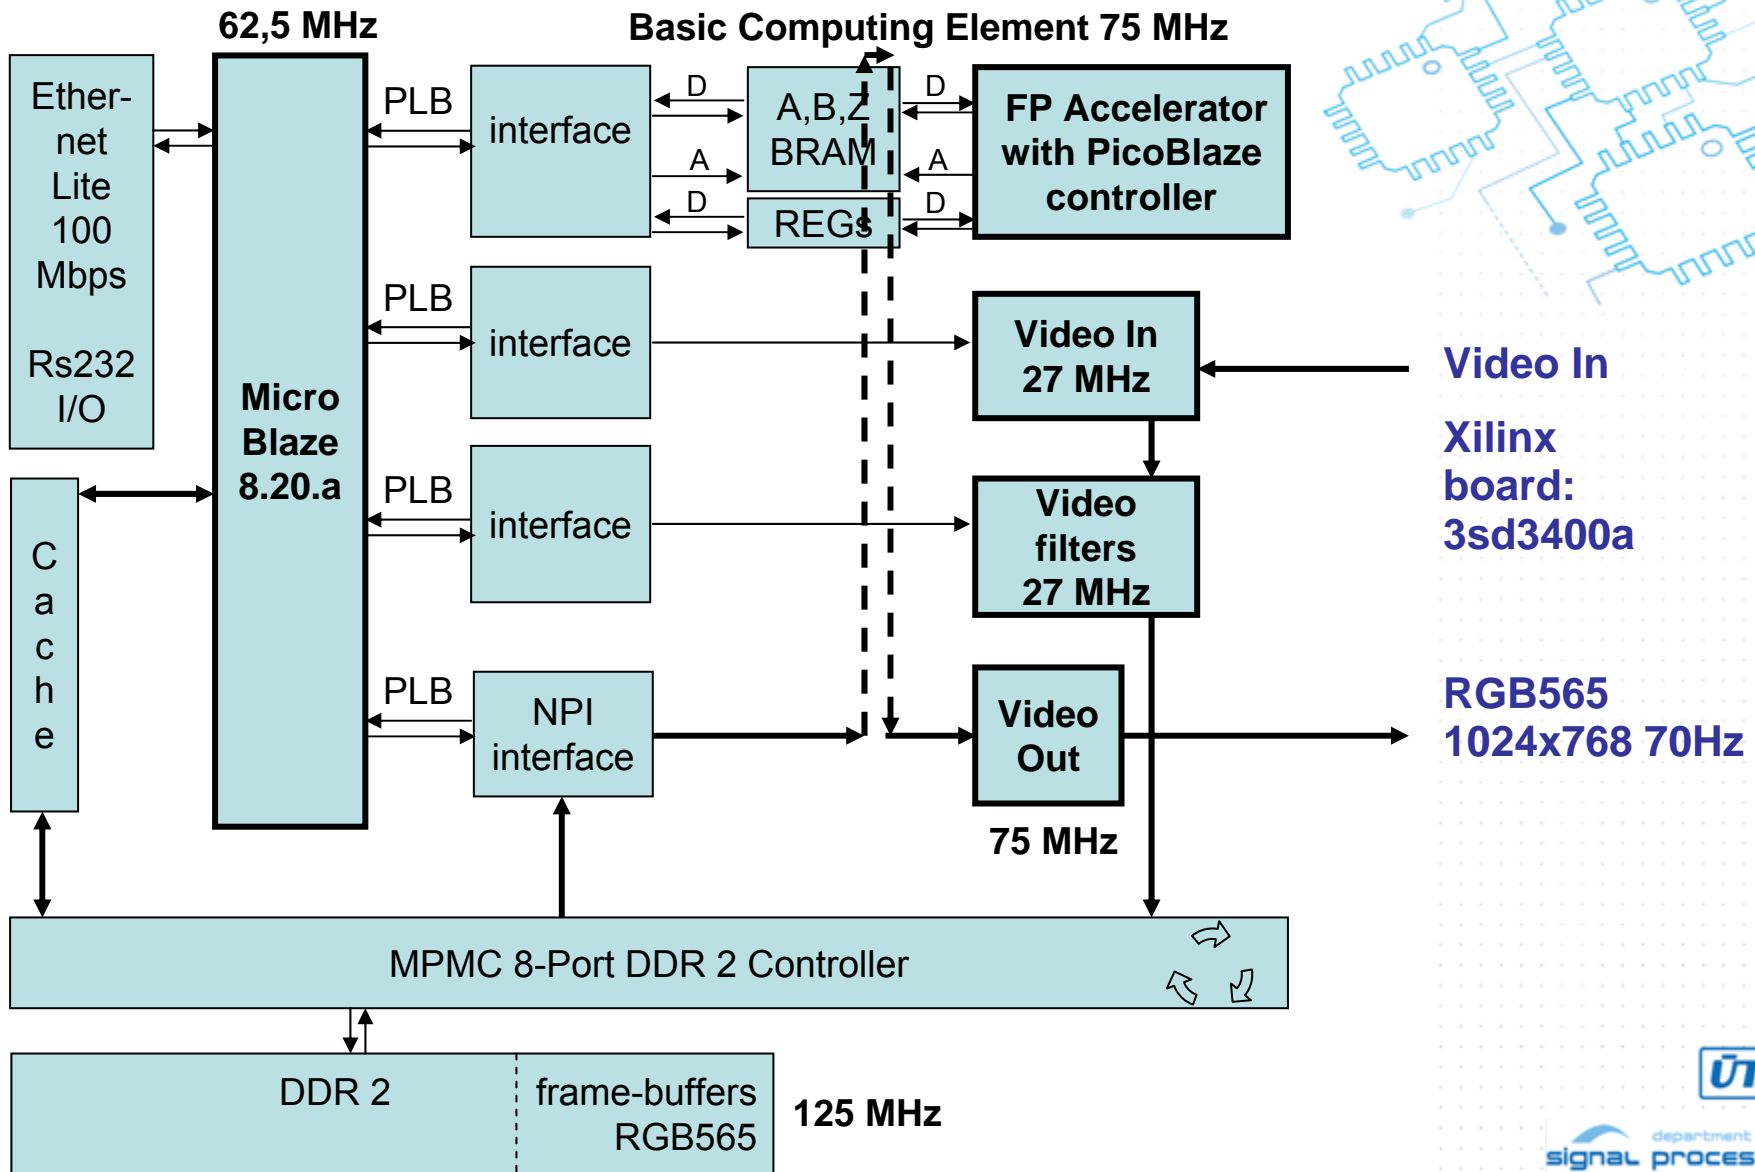 62,5 MHz
Basic Computing Element 75 MHz
Ether-
net
Lite
100
Mbps
Rs232
I/O
Micro
Blaze
8.20.a
C
a
c
h
e
PLB
interface
D
A
D
A,B,Z
BRAM
REGs
D
A
D
FP Accelerator
with PicoBlaze
controller
PLB
interface
Video In
27 MHz
Video In
Xilinx
board:
3sd3400a
PLB
interface
Video
filters
27 MHz
PLB
NPI
interface
Video
Out
75 MHz
RGB565
1024x768 70Hz
MPMC 8-Port DDR 2 Controller
DDR 2
frame-buffers
RGB565
125 MHz
department
signal